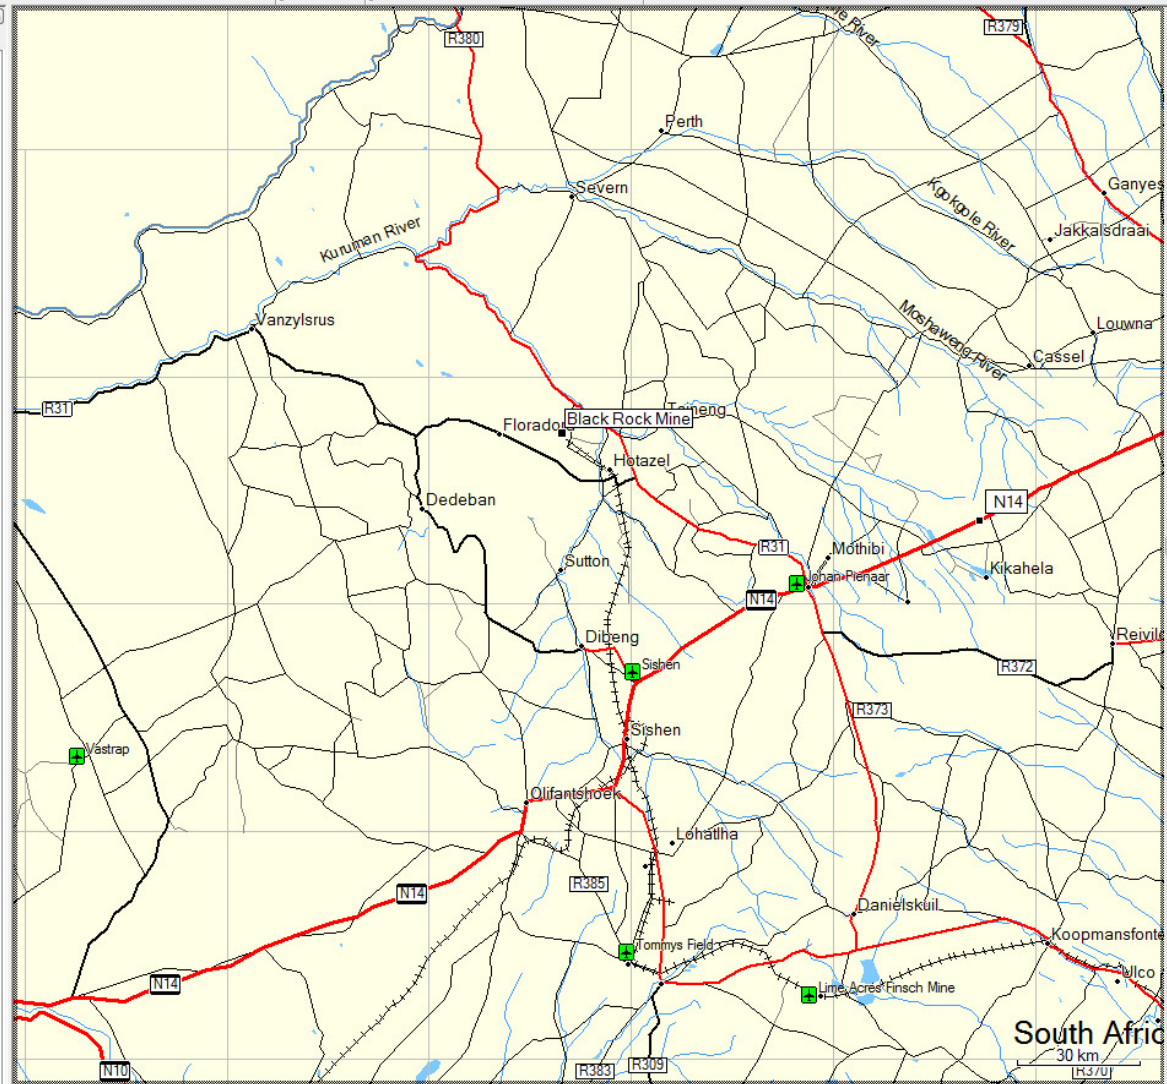 R380
River
R379
Perth
Severn
Ganyes
Kgokgole River
Jakkalsdraai
Kuruman River
Vanzylsrus
Moshaweng River
Louwna
Cassel
R31
Black Rock Mine
Hotazel
Dedeban
N14
R31
Mothibi
Sutton
Johan Pienaar
Kikahela
N14
Dibeng
Reivil
Sishen
R372
R373
Sishen
Vastrap
Olifantshoek
Lohatlha
R385
N14
Danielskuil
Koopmansfonte
Tommys Field
Ulco
N14
Lime Acres Finsch Mine
South Afric
30 km
N10
R383
R309
R370